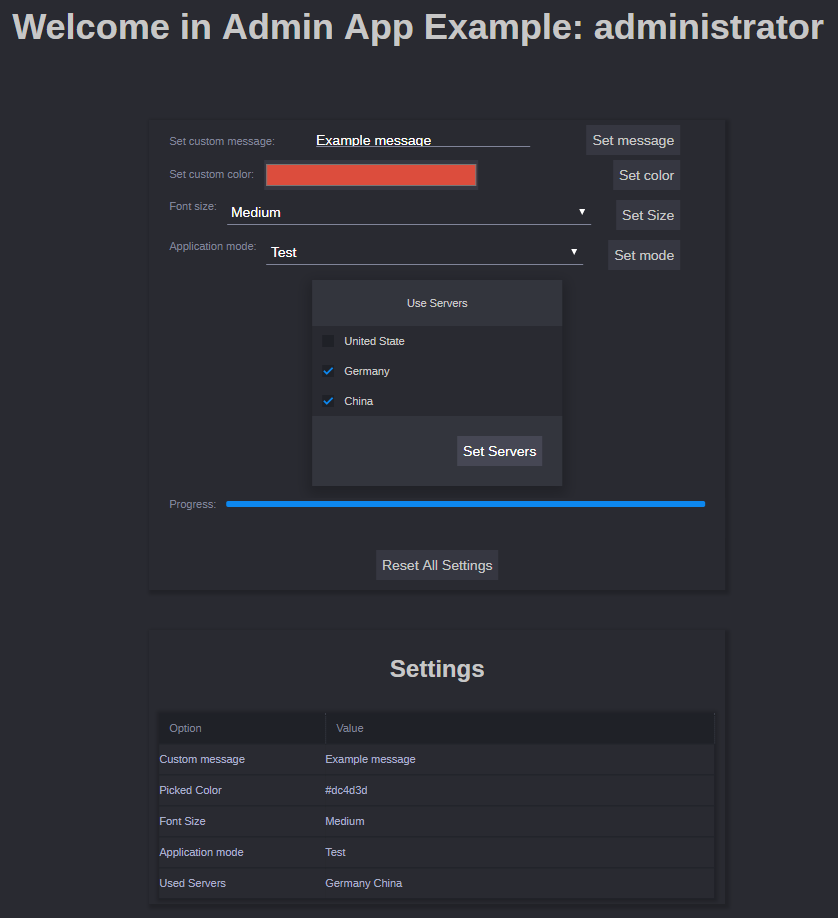 Welcome in Admin App Example: administrator
Set custom message: Example message Set message
Set custom color: Set color
Font size: Medium Set Size
Application mode: Test Set mode
Use Servers
United State
Germany
China
Set Servers
Progress:
Reset All Settings
Settings
Option Value
Custom message Example message
Picked Color #dc4d3d
Font Size Medium
Application mode Test
Used Servers Germany China